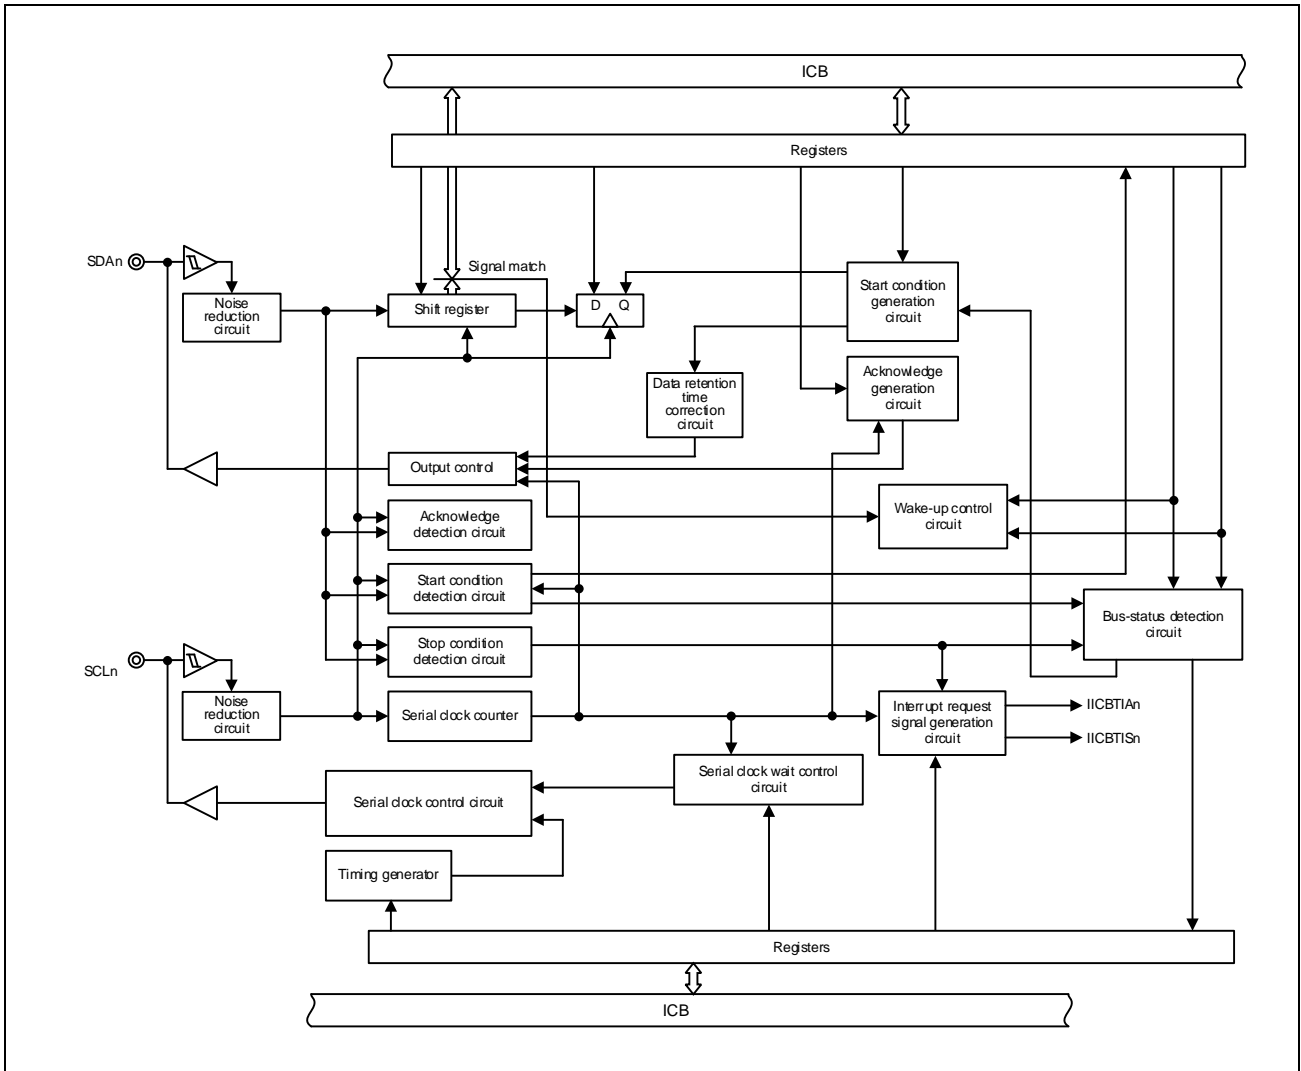 ICB
Registers
SDAn
Signal match
Noise
reduction
circuit
Shift register
D Q
Start condition
generation
circuit
Data retention
time
correction
circuit
Acknowledge
generation
circuit
Output control
Acknowledge
detection circuit
Wake-up control
circuit
Start condition
detection circuit
Bus-status detection
circuit
Stop condition
detection circuit
SCLn
Noise
reduction
circuit
Serial clock counter
Interrupt request
signal generation
circuit
IICBTIAn
IICBTISn
Serial clock wait control
circuit
Serial clock control circuit
Timing generator
Registers
ICB